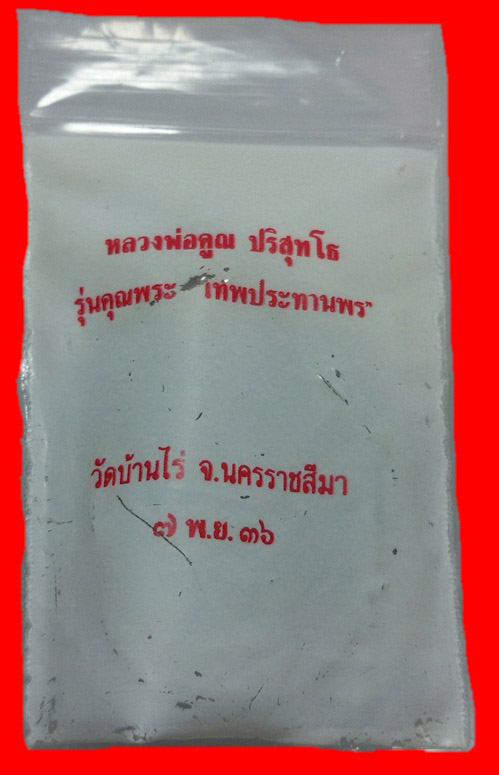 หลวงพ่อคูณ ปริสุทโธ
รุ่นคุณพระ เทพประทานพร"
วัดบ้านไร่ จ.นครราชสีมา
๗ พ.ย. ๓๖